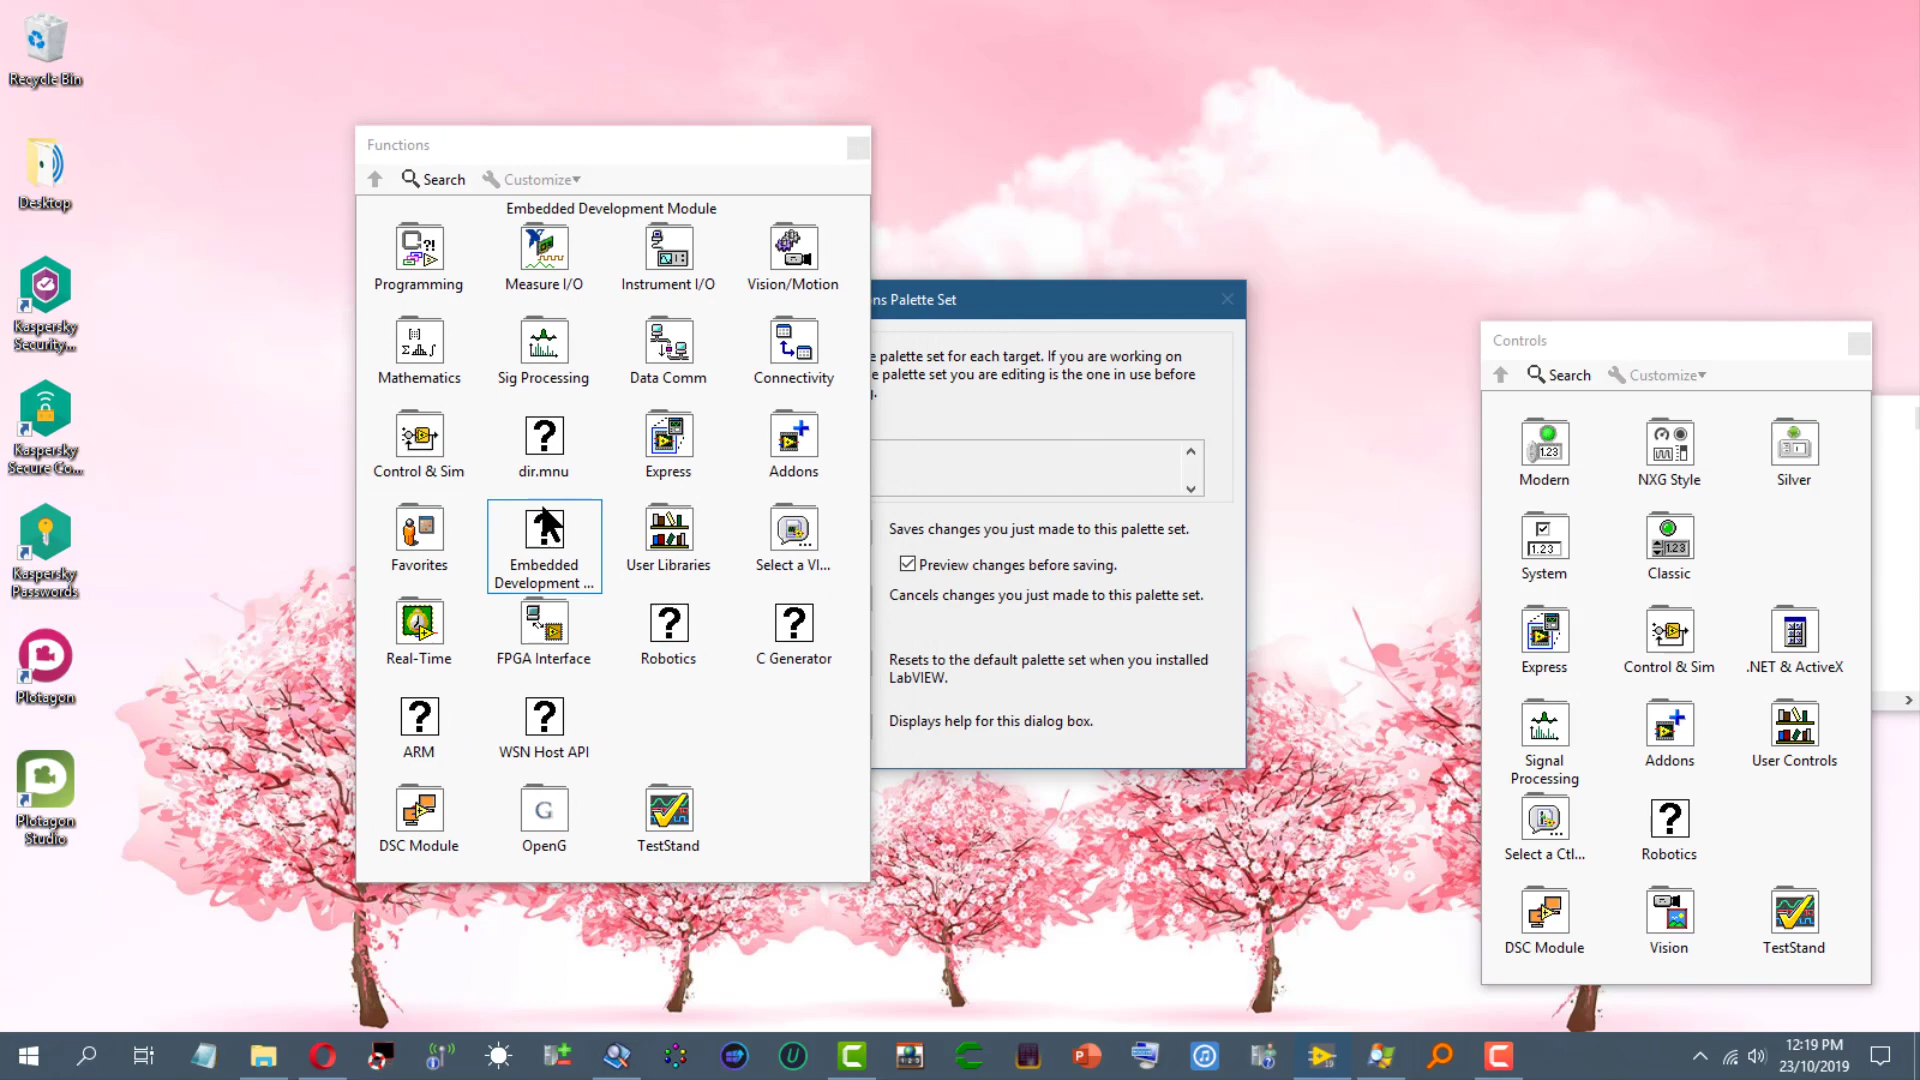 Recycle Bin
Desktop
Kaspersky
Security...
Kaspersky
Secure Co...
Kaspersky
Passwords
Plotagon
Plotagon
Studio
Functions
Search
Customize
Embedded Development Module
Programming
Measure I/O
Instrument I/O
Vision/Motion
Mathematics
Sig Processing
Data Comm
Connectivity
Control & Sim
dir.mnu
Express
Addons
Favorites
Embedded
Development ...
User Libraries
Select a VI...
Real-Time
FPGA Interface
Robotics
C Generator
ARM
WSN Host API
DSC Module
OpenG
TestStand
ns Palette Set
e palette set for each target. If you are working on
e palette set you are editing is the one in use before
g.
Saves changes you just made to this palette set.
Preview changes before saving.
Cancels changes you just made to this palette set.
Resets to the default palette set when you installed
LabVIEW.
Displays help for this dialog box.
Controls
Search
Customize
Modern
NXG Style
Silver
System
Classic
Express
Control & Sim
.NET & ActiveX
Signal
Processing
Addons
User Controls
Select a Ctl...
Robotics
DSC Module
Vision
TestStand
12:19 PM
23/10/2019